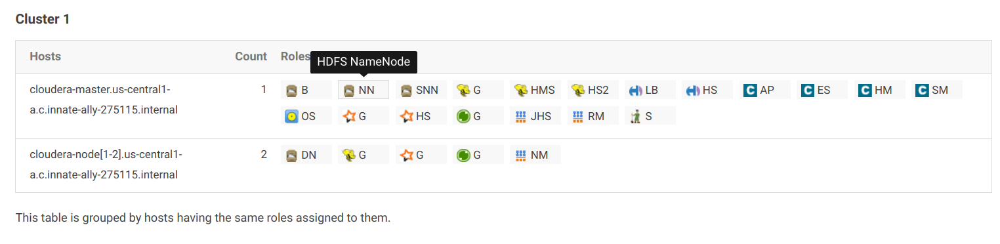 Cluster 1
Hosts Count Roles
HDFS NameNode
cloudera-master.us-central1- 1 B NN SNN G HMS HS2 LB HS AP ES HM SM
a.c.innate-ally-275115.internal OS G HS G JHS RM S
cloudera-node[1-2].us-central1- 2 DN G G G NM
a.c.innate-ally-275115.internal
This table is grouped by hosts having the same roles assigned to them.